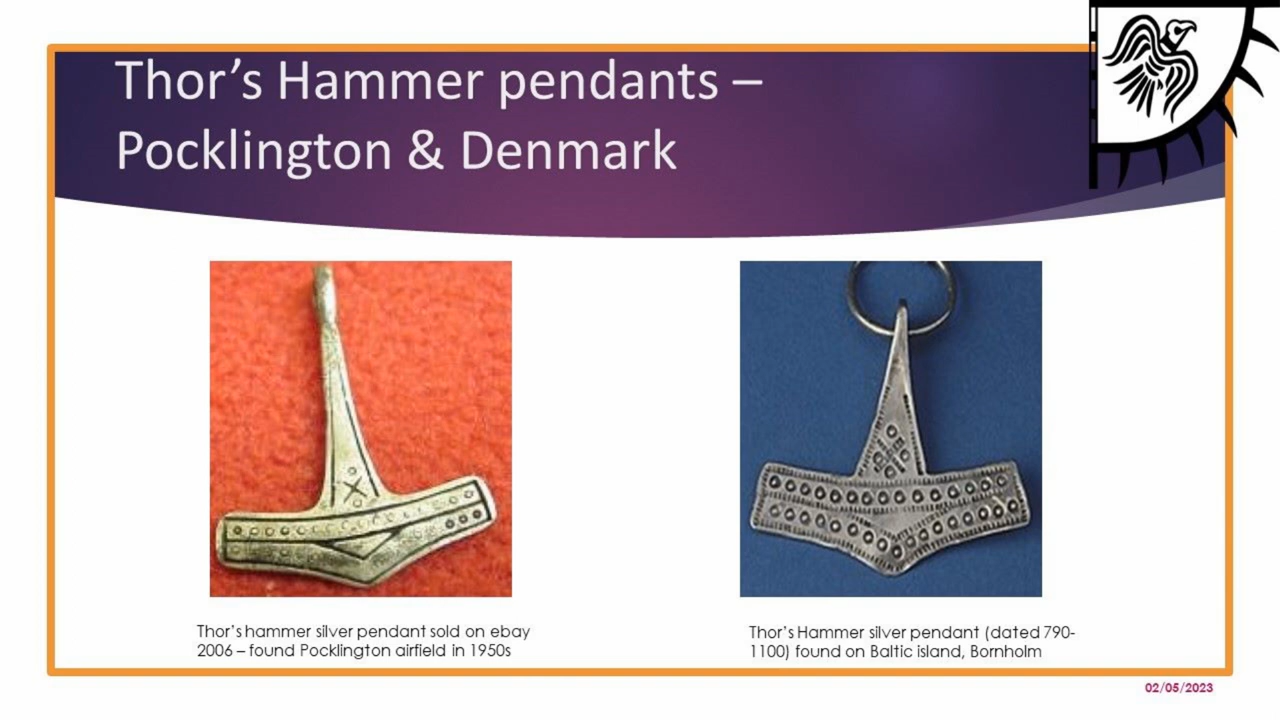 Thor’s Hammer pendants –
Pocklington & Denmark
Thor’s hammer silver pendant sold on ebay
2006 – found Pocklington airfield in 1950s
Thor’s Hammer silver pendant (dated 790-
1100) found on Baltic island, Bornholm
02/05/2023